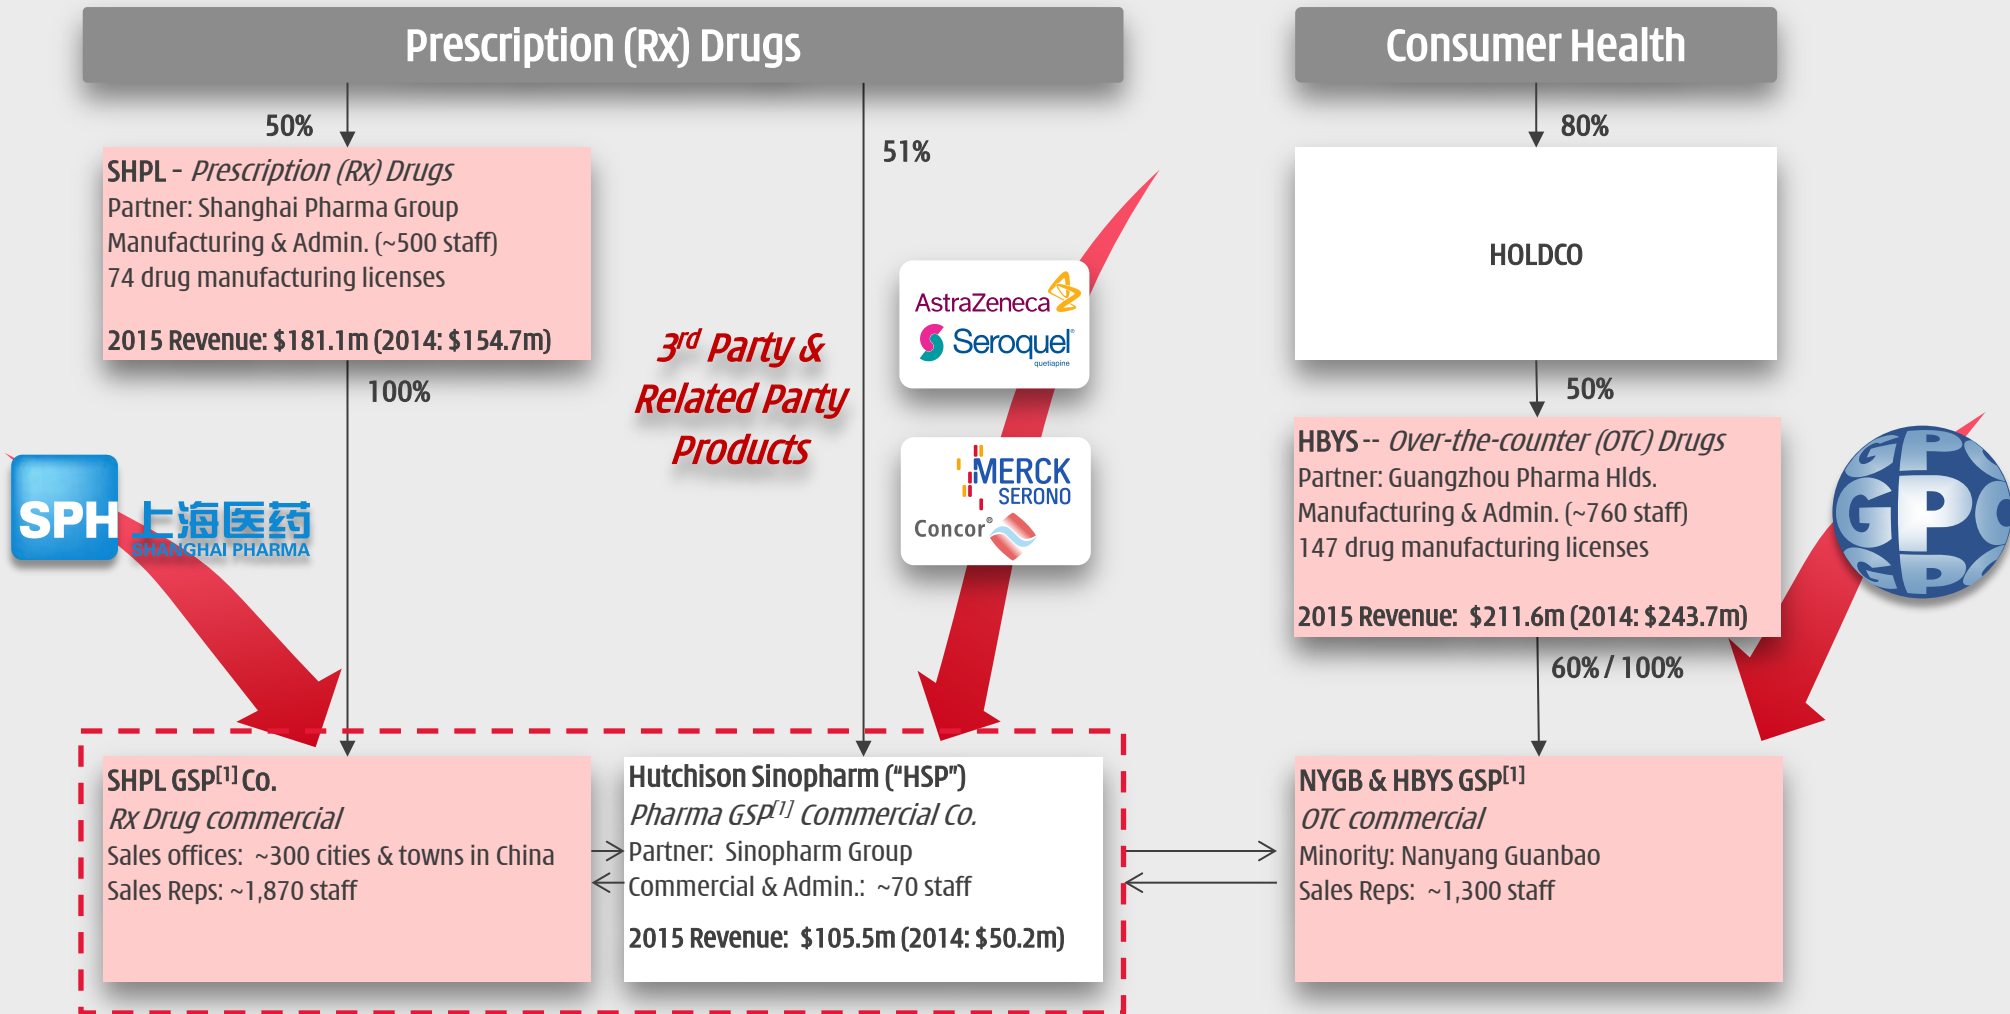 Prescription (Rx) Drugs
Consumer Health
50%
51%
80%
SHPL - Prescription (Rx) Drugs
Partner: Shanghai Pharma Group
Manufacturing & Admin. (~500 staff)
74 drug manufacturing licenses
2015 Revenue: $181.1m (2014: $154.7m)
100%
3rd Party &
Related Party
Products
AstraZeneca
Seroquel®
quetiapine
MERCK
SERONO
Concor®
HOLDCO
50%
HBYS -- Over-the-counter (OTC) Drugs
Partner: Guangzhou Pharma Hlds.
Manufacturing & Admin. (~760 staff)
147 drug manufacturing licenses
2015 Revenue: $211.6m (2014: $243.7m)
60% / 100%
SPH 上海医药
SHANGHAI PHARMA
GPC
GPC
GPC
SHPL GSP[1] Co.
Rx Drug commercial
Sales offices: ~300 cities & towns in China
Sales Reps: ~1,870 staff
Hutchison Sinopharm (“HSP”)
Pharma GSP[1] Commercial Co.
Partner: Sinopharm Group
Commercial & Admin.: ~70 staff
2015 Revenue: $105.5m (2014: $50.2m)
NYGB & HBYS GSP[1]
OTC commercial
Minority: Nanyang Guanbao
Sales Reps: ~1,300 staff